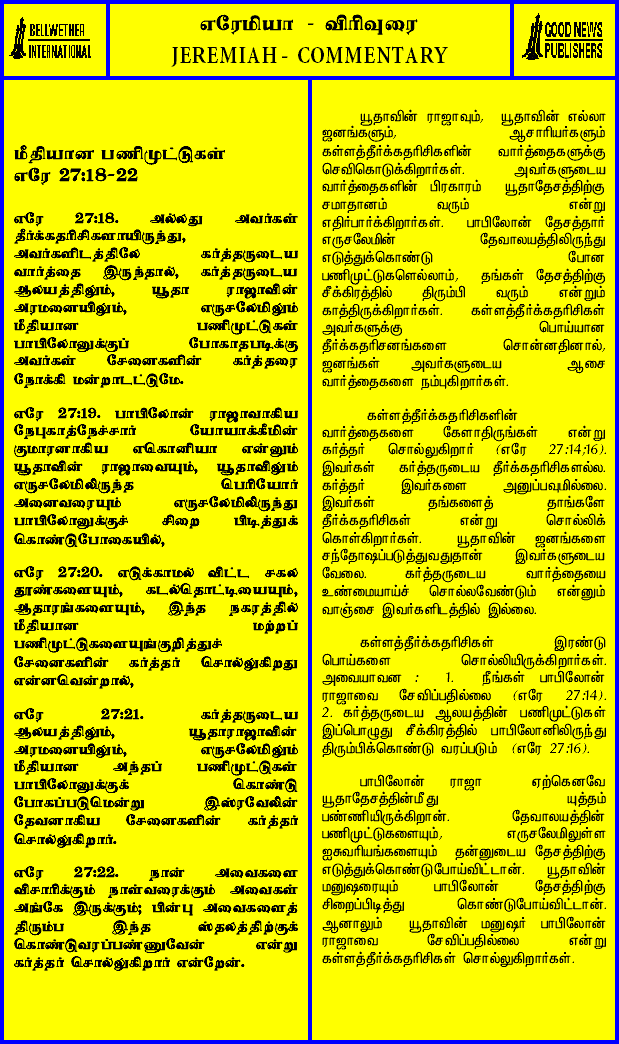 BELLWETHER
INTERNATIONAL
எரேமியா - விரிவுரை
JEREMIAH - COMMENTARY
GOOD NEWS
PUBLISHERS
மீதியான பணிமுட்டுகள்
எரே 27:18-22
எரே 27:18. அல்லது அவர்கள்
தீர்க்கதரிசிகளாயிருந்து,
அவர்களிடத்திலே கர்த்தருடைய
வார்த்தை இருந்தால், கர்த்தருடைய
ஆலயத்திலும், யூதா ராஜாவின்
அரமனையிலும், எருசலேமிலும்
மீதியான பணிமுட்டுகள்
பாபிலோனுக்குப் போகாதபடிக்கு
அவர்கள் சேனைகளின் கர்த்தரை
நோக்கி மன்றாடட்டுமே.
எரே 27:19. பாபிலோன் ராஜாவாகிய
நேபுகாத்நேச்சார் யோயாக்கீமின்
குமாரனாகிய எகொனியா என்னும்
யூதாவின் ராஜாவையும், யூதாவிலும்
எருசலேமிலிருந்த பெரியோர்
அனைவரையும் எருசலேமிலிருந்து
பாபிலோனுக்குச் சிறை பிடித்துக்
கொண்டுபோகையில்,
எரே 27:20. எடுக்காமல் விட்ட சகல
தூண்களையும், கடல்தொட்டியையும்,
ஆதாரங்களையும், இந்த நகரத்தில்
மீதியான மற்றப்
பணிமுட்டுகளையுங்குறித்துச்
சேனைகளின் கர்த்தர் சொல்லுகிறது
என்னவென்றால்,
எரே 27:21. கர்த்தருடைய
ஆலயத்திலும், யூதாராஜாவின்
அரமனையிலும், எருசலேமிலும்
மீதியான அந்தப் பணிமுட்டுகள்
பாபிலோனுக்குக் கொண்டு
போகப்படுமென்று இஸ்ரவேலின்
தேவனாகிய சேனைகளின் கர்த்தர்
சொல்லுகிறார்.
எரே 27:22. நான் அவைகளை
விசாரிக்கும் நாள்வரைக்கும் அவைகள்
அங்கே இருக்கும்; பின்பு அவைகளைத்
திரும்ப இந்த ஸ்தலத்திற்குக்
கொண்டுவரப்பண்ணுவேன் என்று
கர்த்தர் சொல்லுகிறார் என்றேன்.
யூதாவின் ராஜாவும், யூதாவின் எல்லா
ஜனங்களும், ஆசாரியர்களும்
கள்ளத்தீர்க்கதரிசிகளின் வார்த்தைகளுக்கு
செவிகொடுக்கிறார்கள். அவர்களுடைய
வார்த்தைகளின் பிரகாரம் யூதாதேசத்திற்கு
சமாதானம் வரும் என்று
எதிர்பார்க்கிறார்கள். பாபிலோன் தேசத்தார்
எருசலேமின் தேவாலயத்திலிருந்து
எடுத்துக்கொண்டு போன
பணிமுட்டுகளெல்லாம், தங்கள் தேசத்திற்கு
சீக்கிரத்தில் திரும்பி வரும் என்றும்
காத்திருக்கிறார்கள். கள்ளத்தீர்க்கதரிசிகள்
அவர்களுக்கு பொய்யான
தீர்க்கதரிசனங்களை சொன்னதினால்,
ஜனங்கள் அவர்களுடைய ஆசை
வார்த்தைகளை நம்புகிறார்கள்.
கள்ளத்தீர்க்கதரிசிகளின்
வார்த்தைகளை கேளாதிருங்கள் என்று
கர்த்தர் சொல்லுகிறார் (எரே 27:14;16).
இவர்கள் கர்த்தருடைய தீர்க்கதரிசிகளல்ல.
கர்த்தர் இவர்களை அனுப்பவுமில்லை.
இவர்கள் தங்களைத் தாங்களே
தீர்க்கதரிசிகள் என்று சொல்லிக்
கொள்கிறார்கள். யூதாவின் ஜனங்களை
சந்தோஷப்படுத்துவதுதான் இவர்களுடைய
வேலை. கர்த்தருடைய வார்த்தையை
உண்மையாய்ச் சொல்லவேண்டும் என்னும்
வாஞ்சை இவர்களிடத்தில் இல்லை.
கள்ளத்தீர்க்கதரிசிகள் இரண்டு
பொய்களை சொல்லியிருக்கிறார்கள்.
அவையாவன : 1. நீங்கள் பாபிலோன்
ராஜாவை சேவிப்பதில்லை (எரே 27:14).
2. கர்த்தருடைய ஆலயத்தின் பணிமுட்டுகள்
இப்பொழுது சீக்கிரத்தில் பாபிலோனிலிருந்து
திரும்பிக்கொண்டு வரப்படும் (எரே 27:16).
பாபிலோன் ராஜா ஏற்கெனவே
யூதாதேசத்தின்மீது யுத்தம்
பண்ணியிருக்கிறான். தேவாலயத்தின்
பணிமுட்டுகளையும், எருசலேமிலுள்ள
ஐசுவரியங்களையும் தன்னுடைய தேசத்திற்கு
எடுத்துக்கொண்டுபோய்விட்டான். யூதாவின்
மனுஷரையும் பாபிலோன் தேசத்திற்கு
சிறைப்பிடித்து கொண்டுபோய்விட்டான்.
ஆனாலும் யூதாவின் மனுஷர் பாபிலோன்
ராஜாவை சேவிப்பதில்லை என்று
கள்ளத்தீர்க்கதரிசிகள் சொல்லுகிறார்கள்.